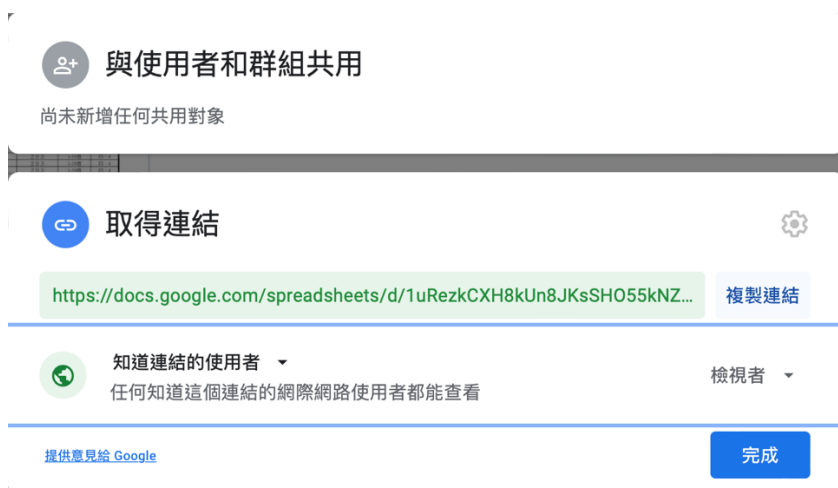 與使用者和群組共用
尚未新增任何共用對象
取得連結
https://docs.google.com/spreadsheets/d/1uRezkCXH8kUn8JKsSHO55kNZ...
複製連結
知道連結的使用者
任何知道這個連結的網際網路使用者都能查看
檢視者
提供意見給 Google
完成